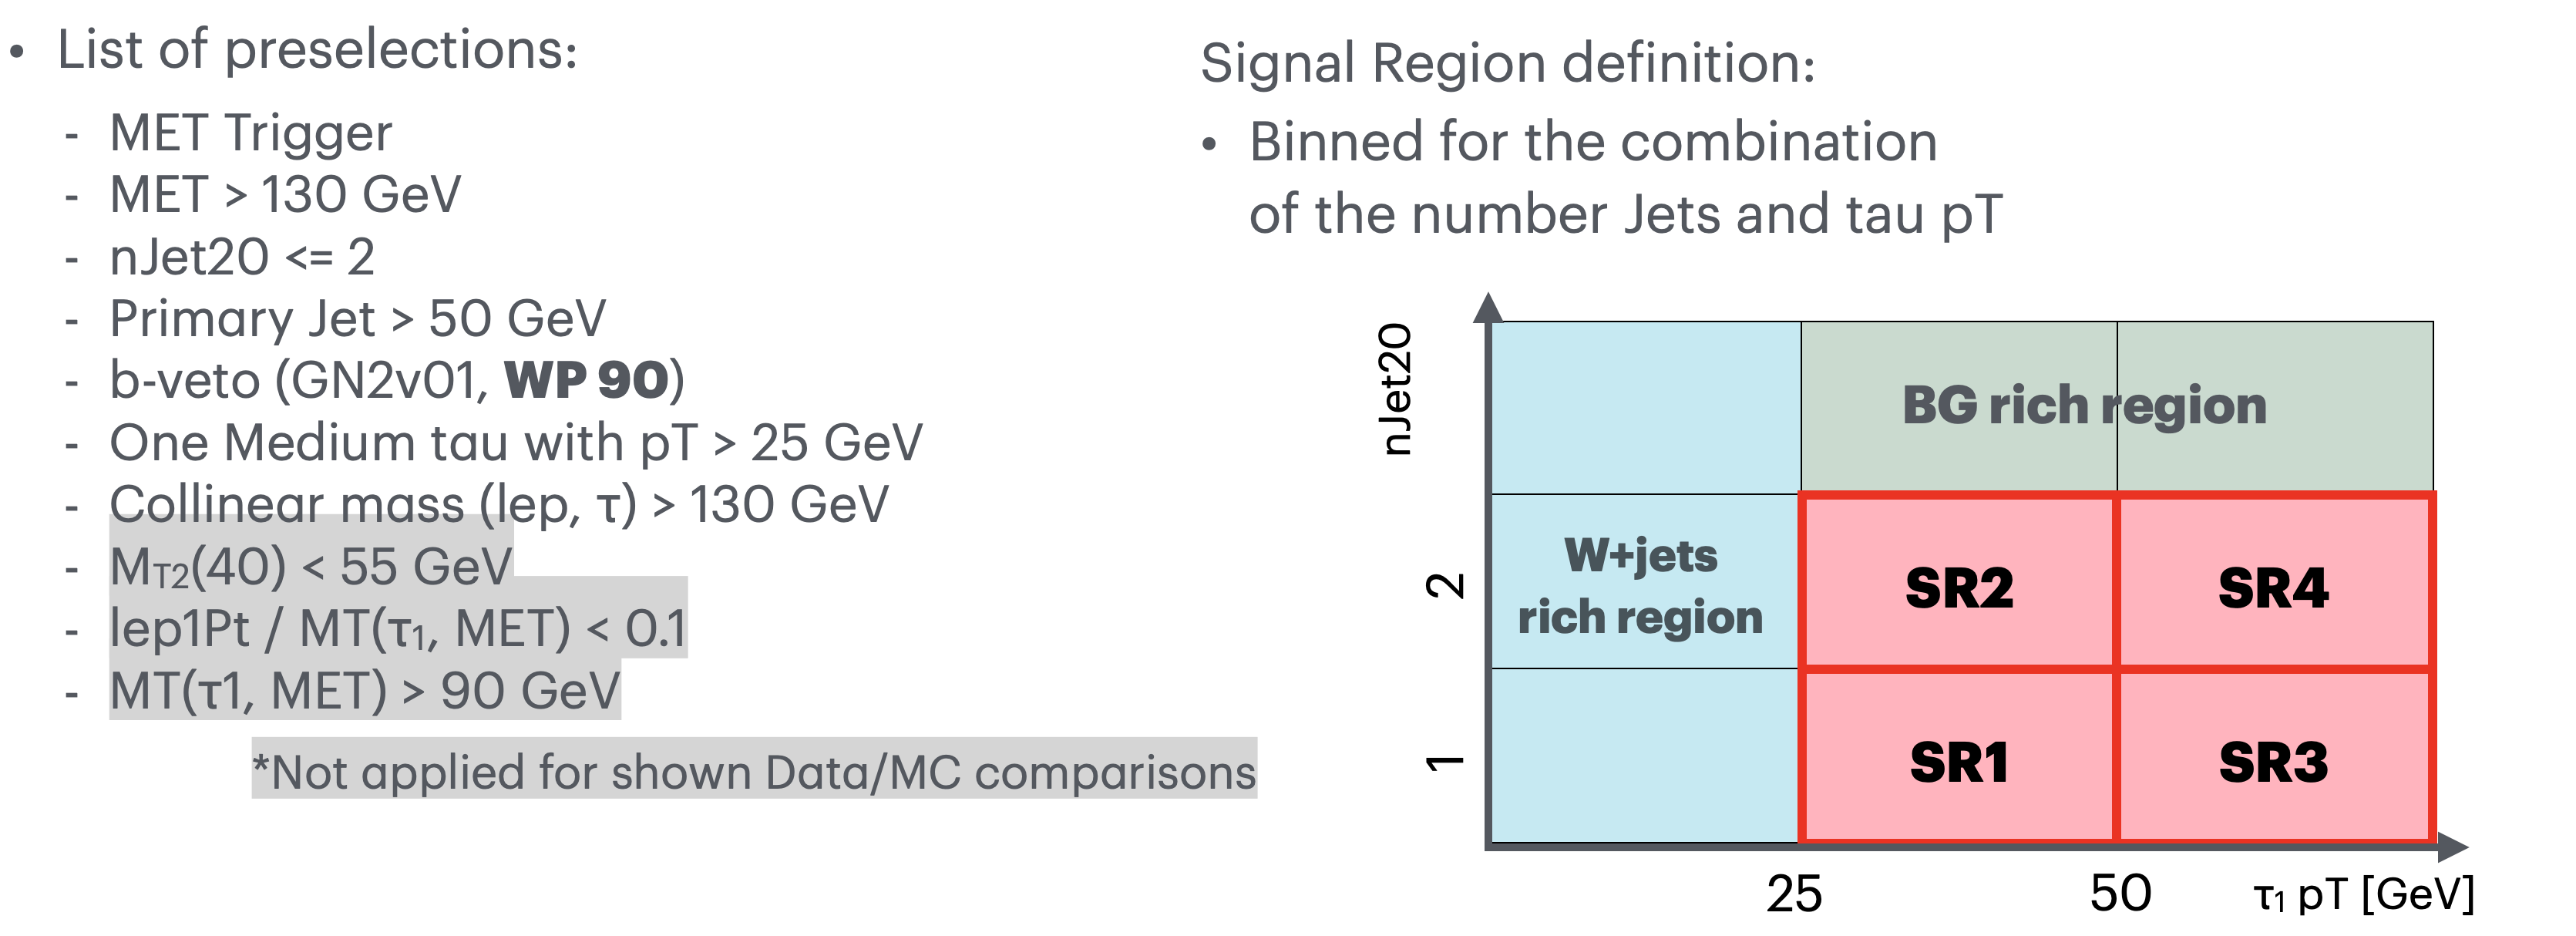 • List of preselections:
- MET Trigger
- MET > 130 GeV
- nJet20 <= 2
- Primary Jet > 50 GeV
- b-veto (GN2v01, WP 90)
- One Medium tau with pT > 25 GeV
- Collinear mass (lep, τ) > 130 GeV
- MT2(40) < 55 GeV
- lep1Pt / MT(τ1, MET) < 0.1
- MT(τ1, MET) > 90 GeV
*Not applied for shown Data/MC comparisons
Signal Region definition:
• Binned for the combination
of the number Jets and tau pT
nJet20
BG rich region
2
W+jets
rich region
SR2
SR4
1
SR1
SR3
25
50
τ1 pT [GeV]